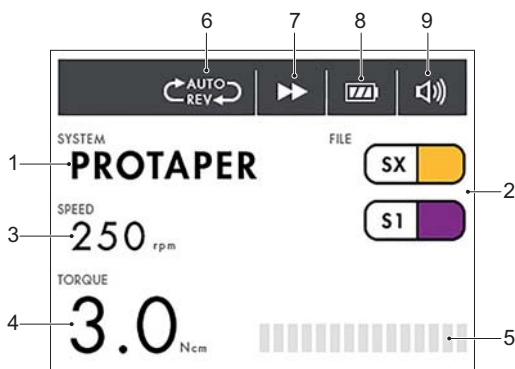 6 7 8 9
AUTO
REV
SYSTEM FILE
1 PROTAPER SX
2
SPEED S1
3 250 rpm
TORQUE
4 3.0 Ncm 5